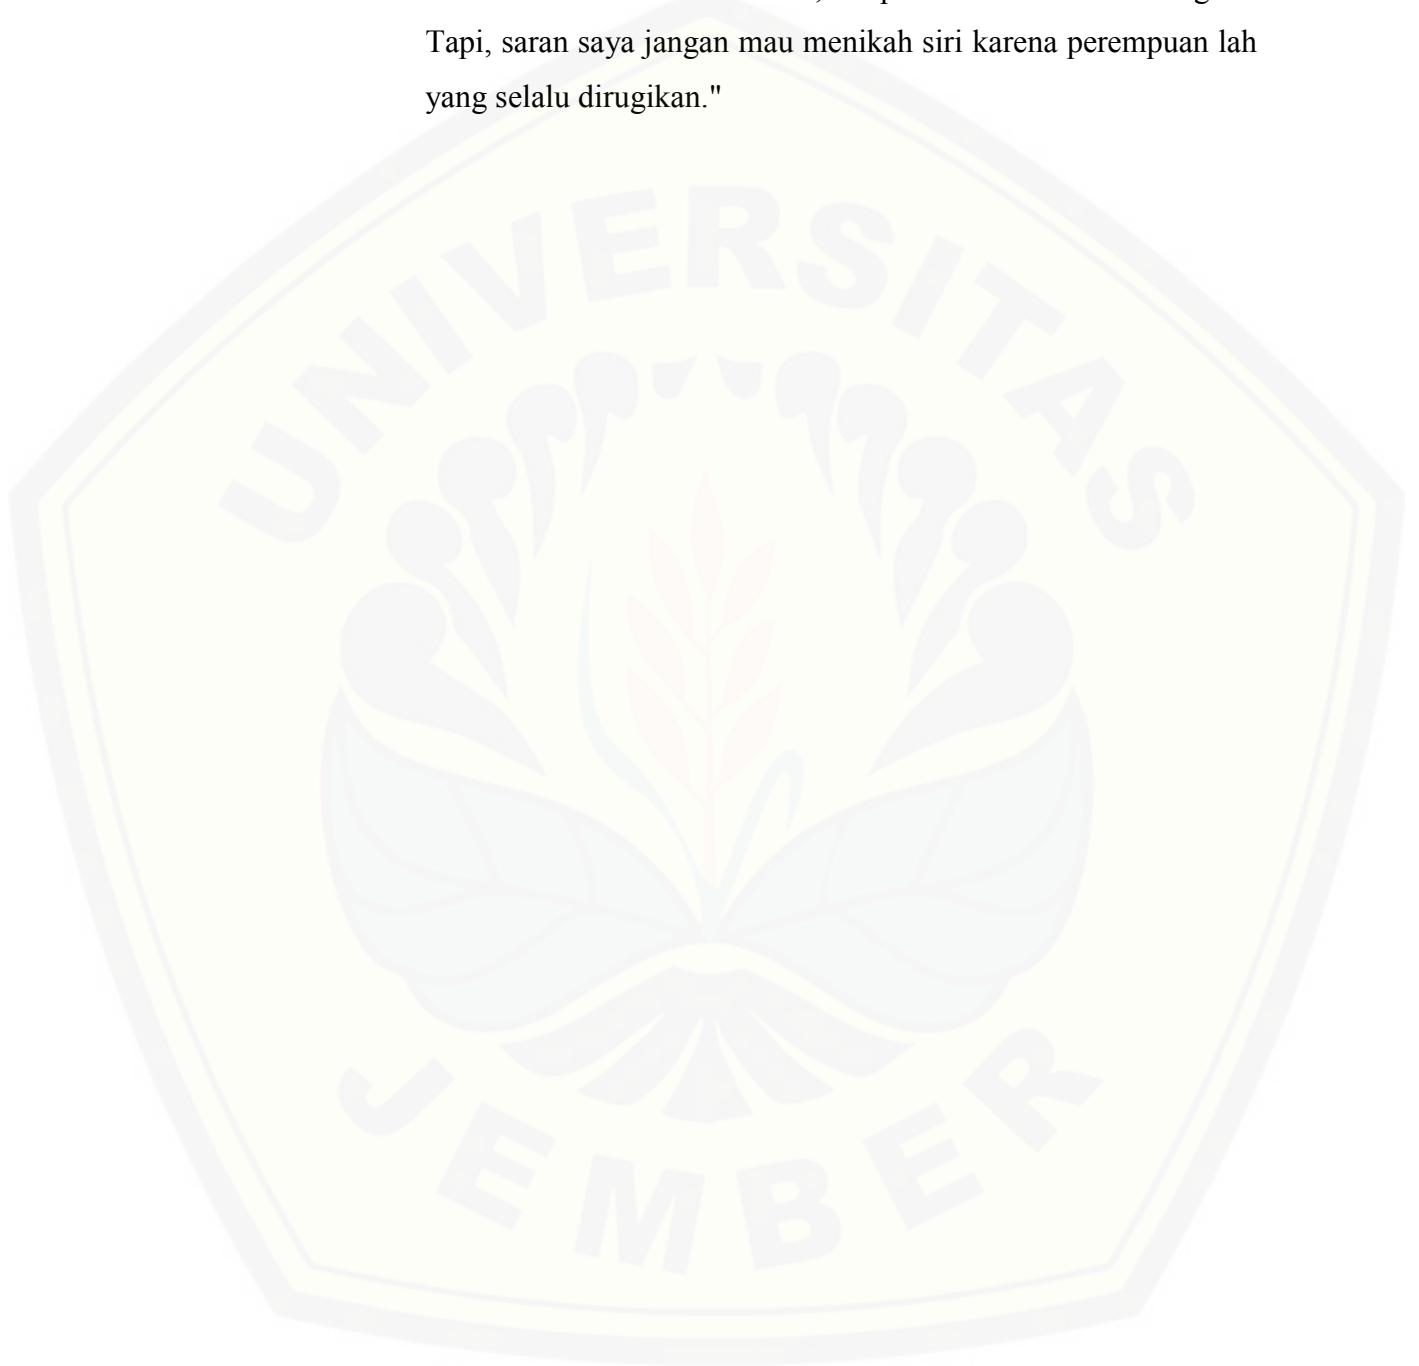 Tapi, saran saya jangan mau menikah siri karena perempuan lah
yang selalu dirugikan."
UNIVERSITAS
JEMBER